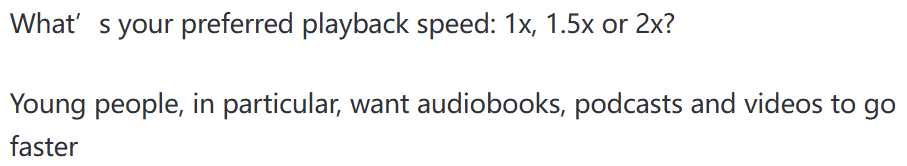 What’s your preferred playback speed: 1x, 1.5x or 2x?
Young people, in particular, want audiobooks, podcasts and videos to go
faster